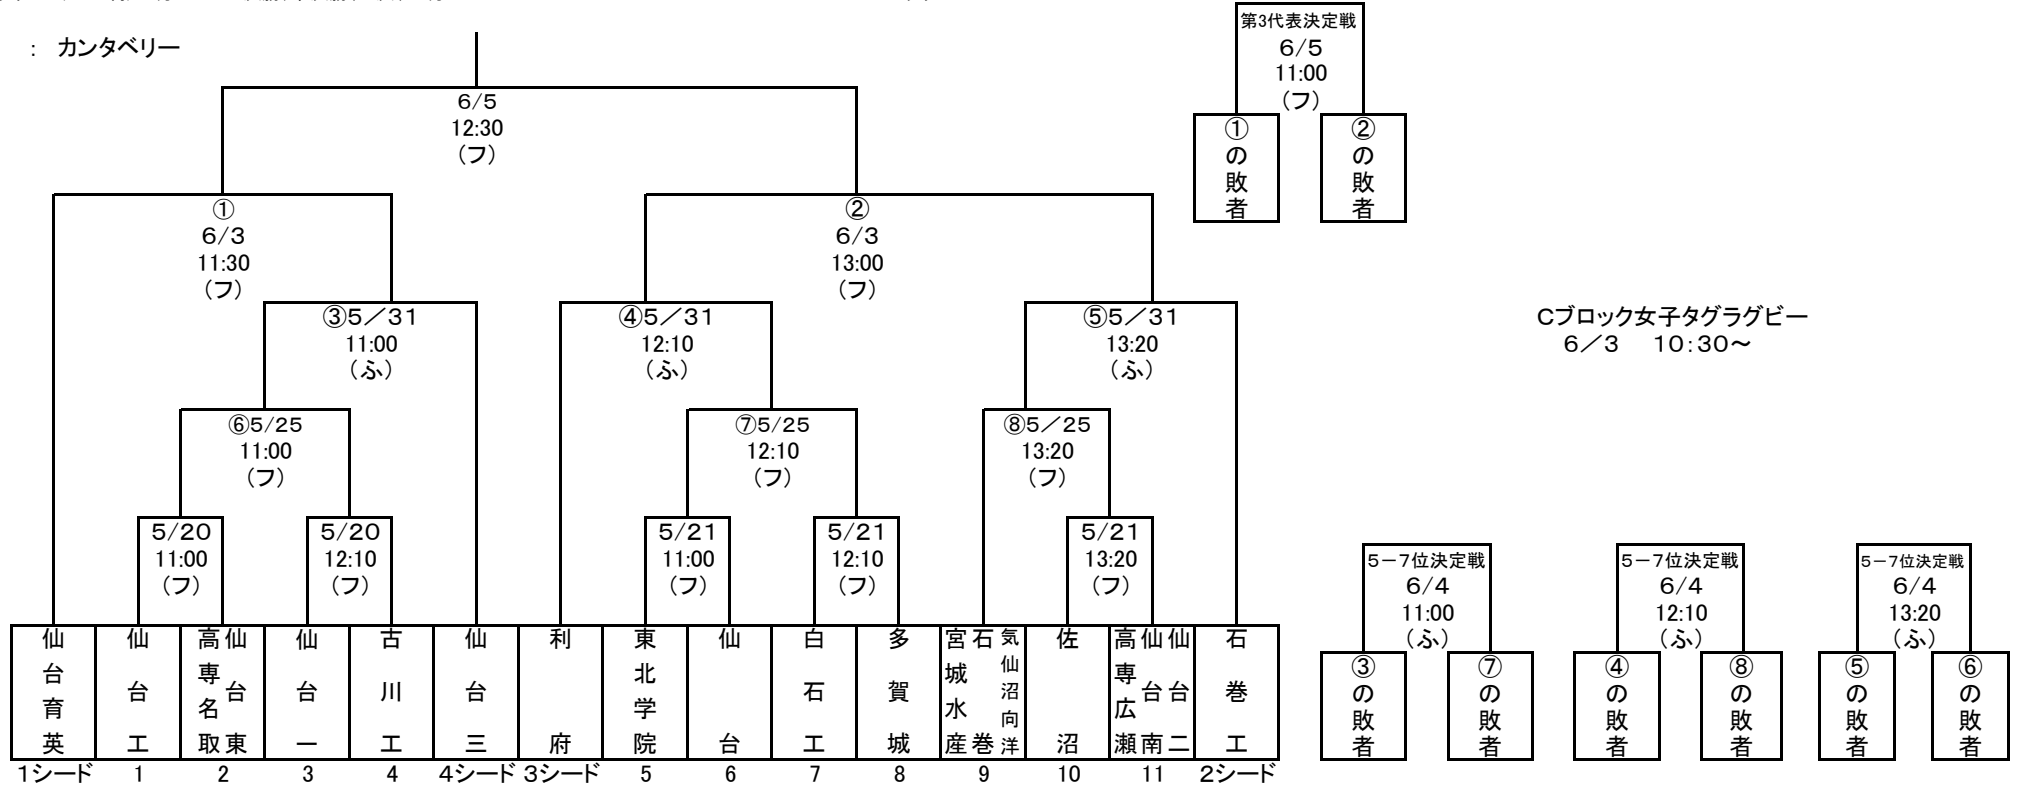 ： カンタベリー
第3代表決定戦
6/5
11:00
（フ）
①の敗者
②の敗者
6/5
12:30
（フ）
①
6/3
11:30
（フ）
②
6/3
13:00
（フ）
③5／31
11:00
（ふ）
④5／31
12:10
（ふ）
⑤5／31
13:20
（ふ）
Cブロック女子タグラグビー
6／3 10:30～
⑥5/25
11:00
（フ）
⑦5/25
12:10
（フ）
⑧5／25
13:20
（フ）
5/20
11:00
（フ）
5/20
12:10
（フ）
5/21
11:00
（フ）
5/21
12:10
（フ）
5/21
13:20
（フ）
仙台育英
仙台工
仙台東
高専名取
仙台一
古川工
仙台三
利府
東北学院
仙台
白石工
多賀城
気仙沼向洋
石巻
宮城水産
佐沼
仙台二
仙台南
高専広瀬
石巻工
1シード 1 2 3 4 4シード 3シード 5 6 7 8 9 10 11 2シード
5－7位決定戦
6/4
11:00
（ふ）
③の敗者
⑦の敗者
5－7位決定戦
6/4
12:10
（ふ）
④の敗者
⑧の敗者
5－7位決定戦
6/4
13:20
（ふ）
⑤の敗者
⑥の敗者